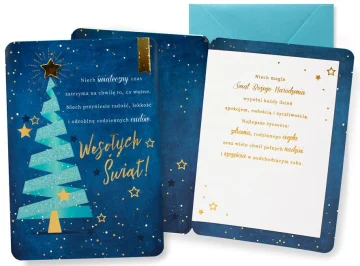 Niech świąteczny czas
zatrzyma na chwilę to, co ważne.
Niech przyniesie radość, lekkość
i odrobinę codziennych cudów.
Wesołych
Świąt!
Niech magia
Świąt Bożego Narodzenia
wypełni każdy dzień
spokojem, radością i życzliwością.
Najlepsze życzenia:
zdrowia, rodzinnego ciepła
oraz wielu chwil pełnych nadziei
i szczęścia w nadchodzącym roku